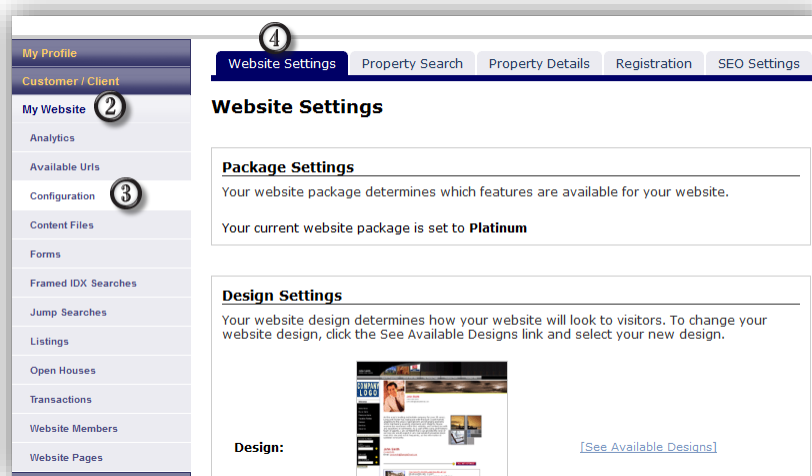 My Profile
Customer / Client
My Website 2
Analytics
Available Urls
Configuration 3
Content Files
Forms
Framed IDX Searches
Jump Searches
Listings
Open Houses
Transactions
Website Members
Website Pages
4
Website Settings Property Search Property Details Registration SEO Settings
Website Settings
Package Settings
Your website package determines which features are available for your website.
Your current website package is set to Platinum
Design Settings
Your website design determines how your website will look to visitors. To change your
website design, click the See Available Designs link and select your new design.
COMPANY
LOGO
Design:
[See Available Designs]